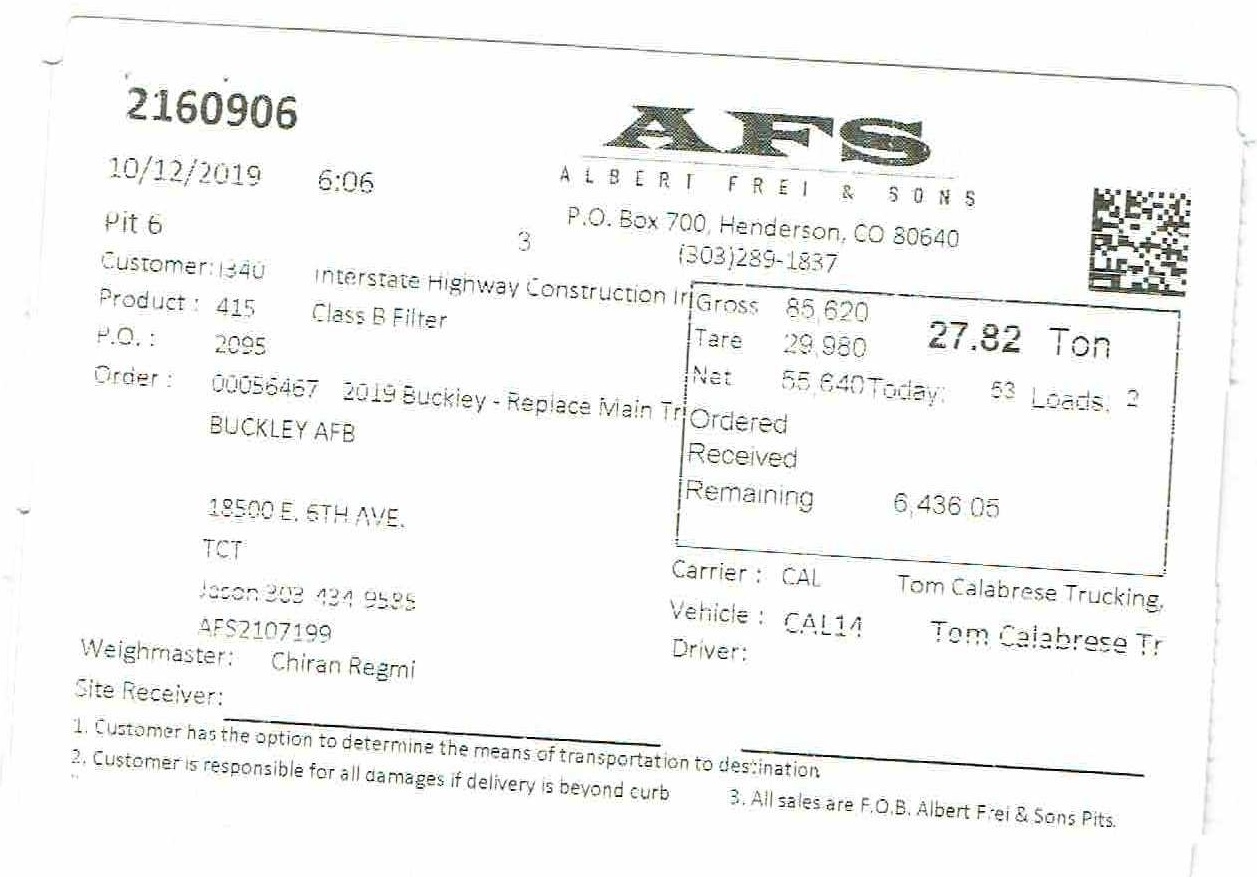 2160906
AFS
ALBERT FREI & SONS
10/12/2019 6:06
P.O. Box 700, Henderson, CO 80640
(303)289-1837
Pit 6
3
Customer: 1340 Interstate Highway Construction In
Product : 415 Class B Filter
P.O. : 2095
Order : 00056467 2019 Buckley - Replace Main Tr
BUCKLEY AFB
18500 E. 6TH AVE.
TCT
Jason 303 434 9585
AFS2107199
Gross 85,620
Tare 29,980
27.82 Ton
Net 55,640 Today: 53 Loads: 2
Ordered
Received
Remaining 6,436.05
Carrier : CAL Tom Calabrese Trucking,
Vehicle : CAL14 Tom Calabrese Tr
Driver:
Weighmaster: Chiran Regmi
Site Receiver:
1. Customer has the option to determine the means of transportation to destination
2. Customer is responsible for all damages if delivery is beyond curb
3. All sales are F.O.B. Albert Frei & Sons Pits.